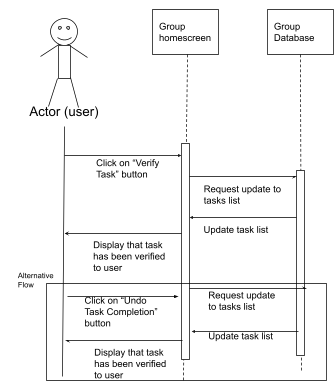 Group
homescreen
Group
Database
Actor (user)
Click on “Verify
Task” button
Request update to
tasks list
Update task list
Display that task
has been verified
to user
Alternative
Flow
Click on “Undo
Task Completion”
button
Request update
to tasks list
Update task list
Display that task
has been verified
to user